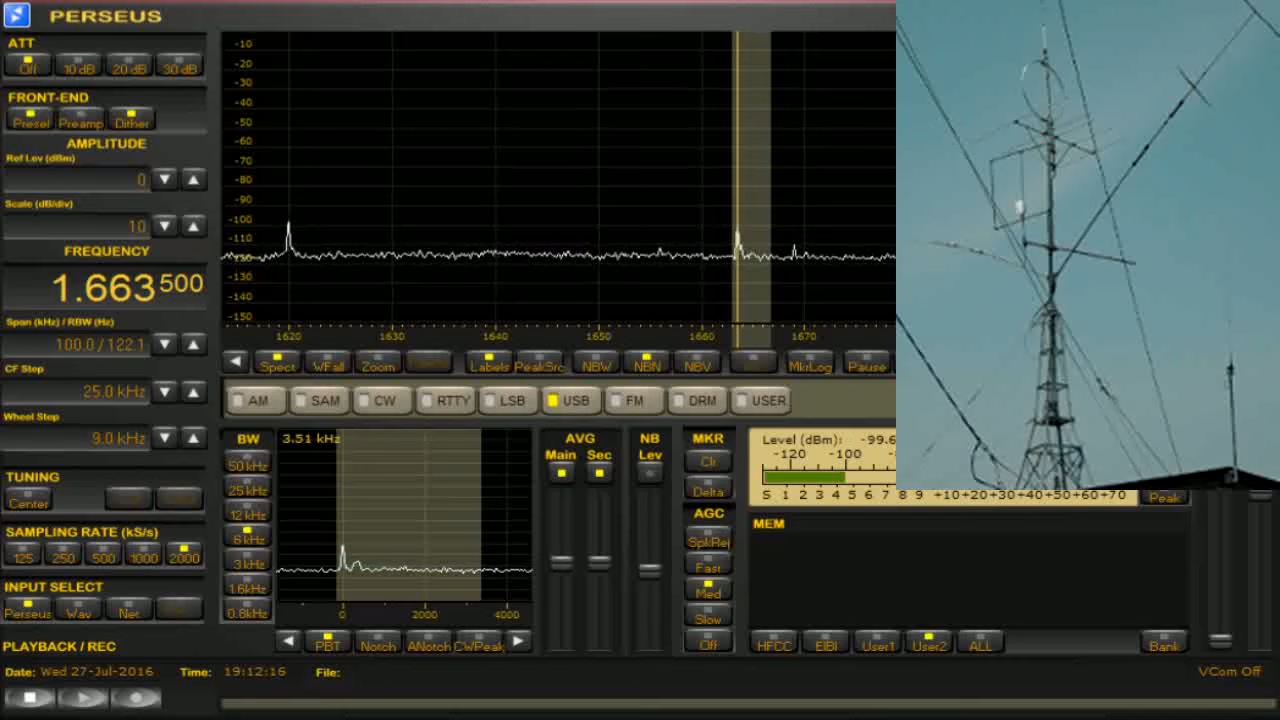 PERSEUS
ATT
Off 10 dB 20 dB 30 dB
FRONT-END
Presel Preamp Dither
AMPLITUDE
Ref Lev (dBm)
0
Scale (dB/div)
10
FREQUENCY
1.663500
Span (kHz) / RBW (Hz)
100.0 / 122.1
CF Step
25.0 kHz
Wheel Step
9.0 kHz
TUNING
Center
SAMPLING RATE (kS/s)
125 250 500 1000 2000
INPUT SELECT
Perseus Wav Net
PLAYBACK / REC
-10
-20
-30
-40
-50
-60
-70
-80
-90
-100
-110
-120
-130
-140
-150
1620 1630 1640 1650 1660 1670
Spect WFall Zoom Labels PeakSrc NBW NBN NBV MkrLog Pause
AM SAM CW RTTY LSB USB FM DRM USER
BW
50 kHz
25 kHz
12 kHz
6 kHz
3 kHz
1.6kHz
0.8kHz
3.51 kHz
0 2000 4000
PBT Notch ANotch CWPeak
AVG
Main Sec
NB
Lev
MKR
Clr
Delta
AGC
SplkRej
Fast
Med
Slow
Off
Level (dBm): -99.6
-120 -100
S 1 2 3 4 5 6 7 8 9 +10+20+30+40+50+60+70
Peak
MEM
HFCC EIBI User1 User2 ALL Bank
Date: Wed 27-Jul-2016 Time: 19:12:16 File:
VCom Off